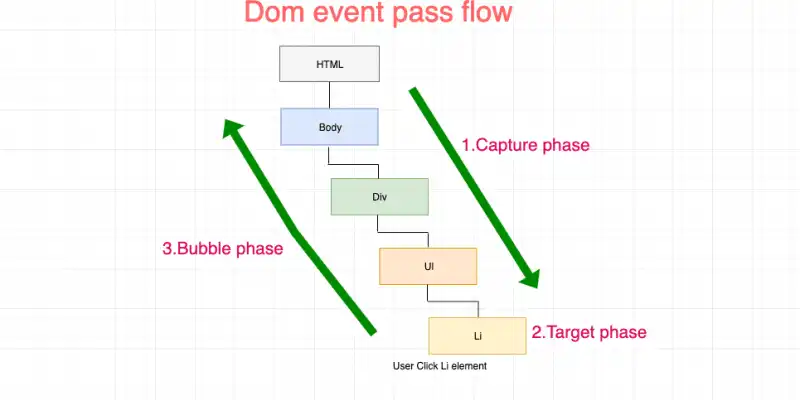 Dom event pass flow
HTML
Body
1.Capture phase
Div
3.Bubble phase
Ul
2.Target phase
Li
User Click Li element